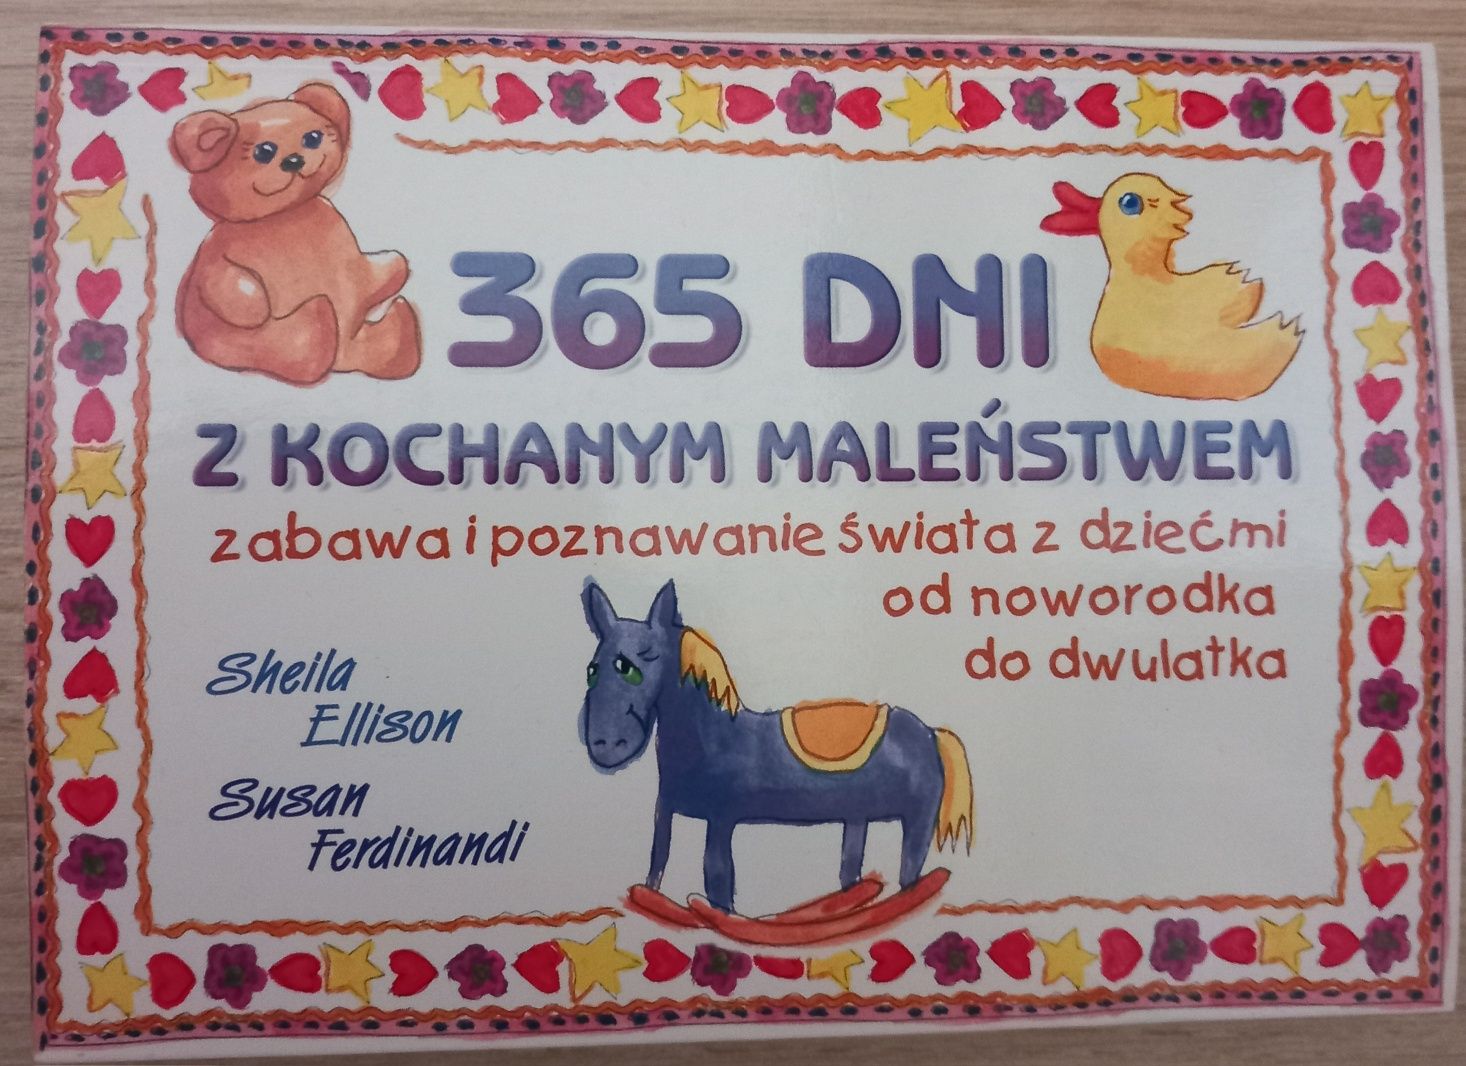 365 DNI
Z KOCHANYM MALEŃSTWEM
zabawa i poznawanie świata z dziećmi
od noworodka
do dwulatka
Sheila
Ellison
Susan
Ferdinandi